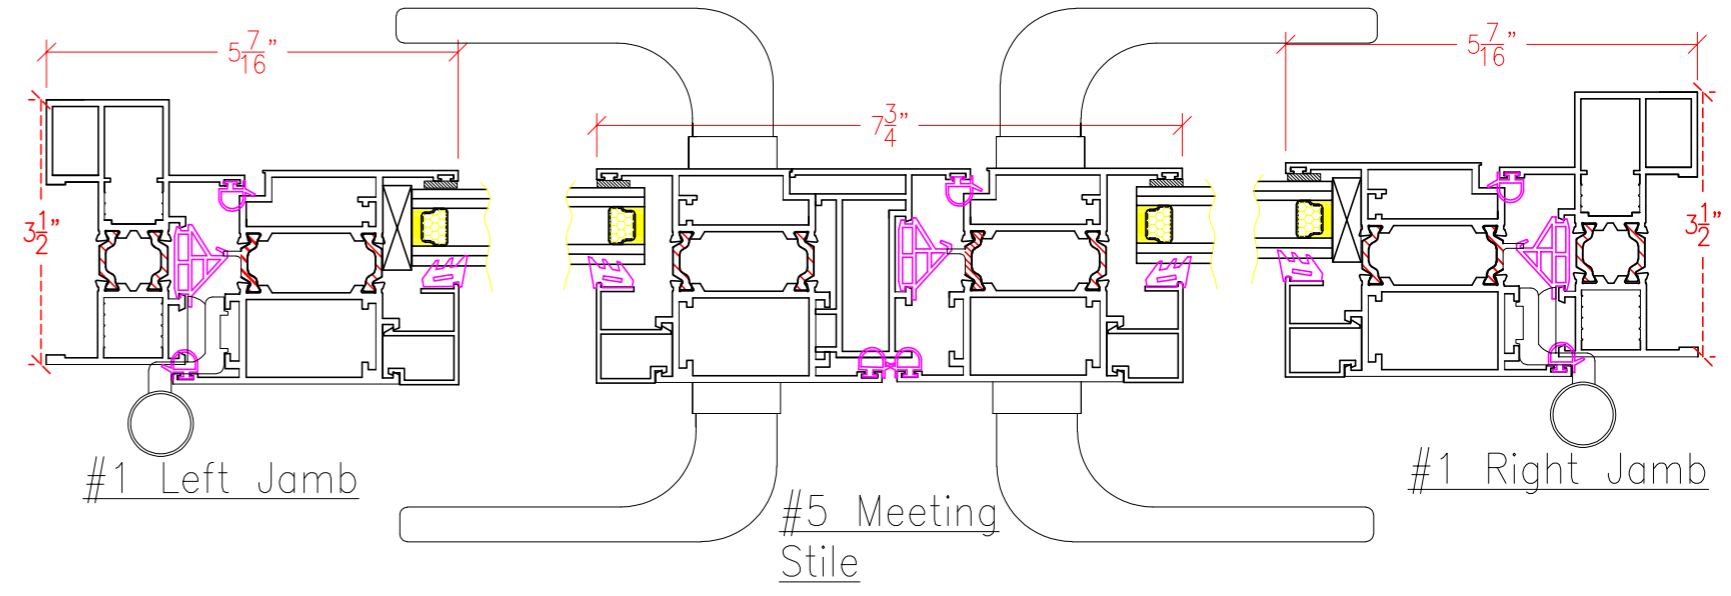 5 7/16"
7 3/4"
5 7/16"
3 1/2"
3 1/2"
#1 Left Jamb
#5 Meeting
Stile
#1 Right Jamb